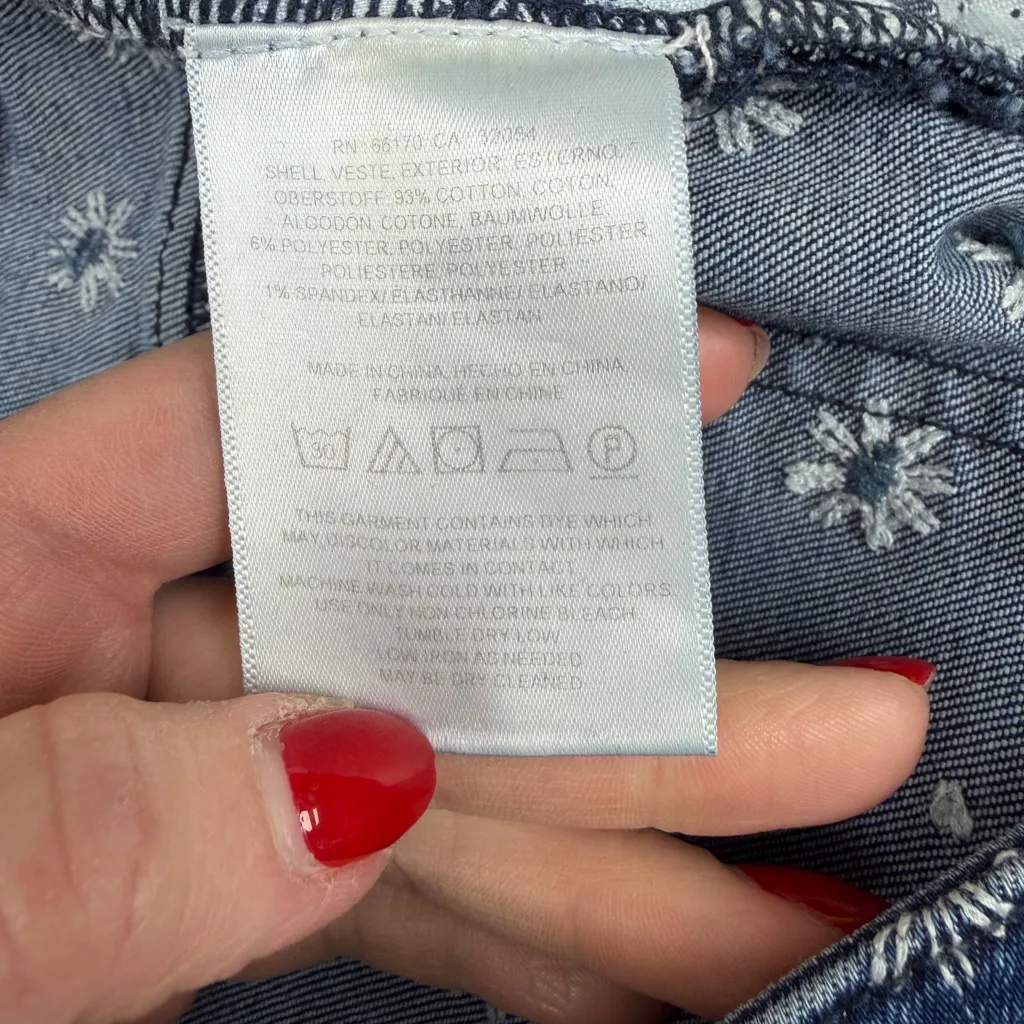 RN 66170 CA 33364
SHELL, VESTE, EXTERIOR, ESTERNO,
OBERSTOFF: 93% COTTON, COTON,
ALGODÓN, COTONE, BAUMWOLLE,
6% POLYESTER, POLYESTER, POLIÉSTER,
POLIESTERE, POLYESTER
1% SPANDEX/ ELASTHANNE/ ELASTANO/
ELASTAN/ ELASTAN
MADE IN CHINA, HECHO EN CHINA,
FABRIQUÉ EN CHINE
30 P
THIS GARMENT CONTAINS DYE WHICH
MAY DISCOLOR MATERIALS WITH WHICH
IT COMES IN CONTACT
MACHINE WASH COLD WITH LIKE COLORS
USE ONLY NON CHLORINE BLEACH
TUMBLE DRY LOW
LOW IRON AS NEEDED
MAY BE DRY CLEANED